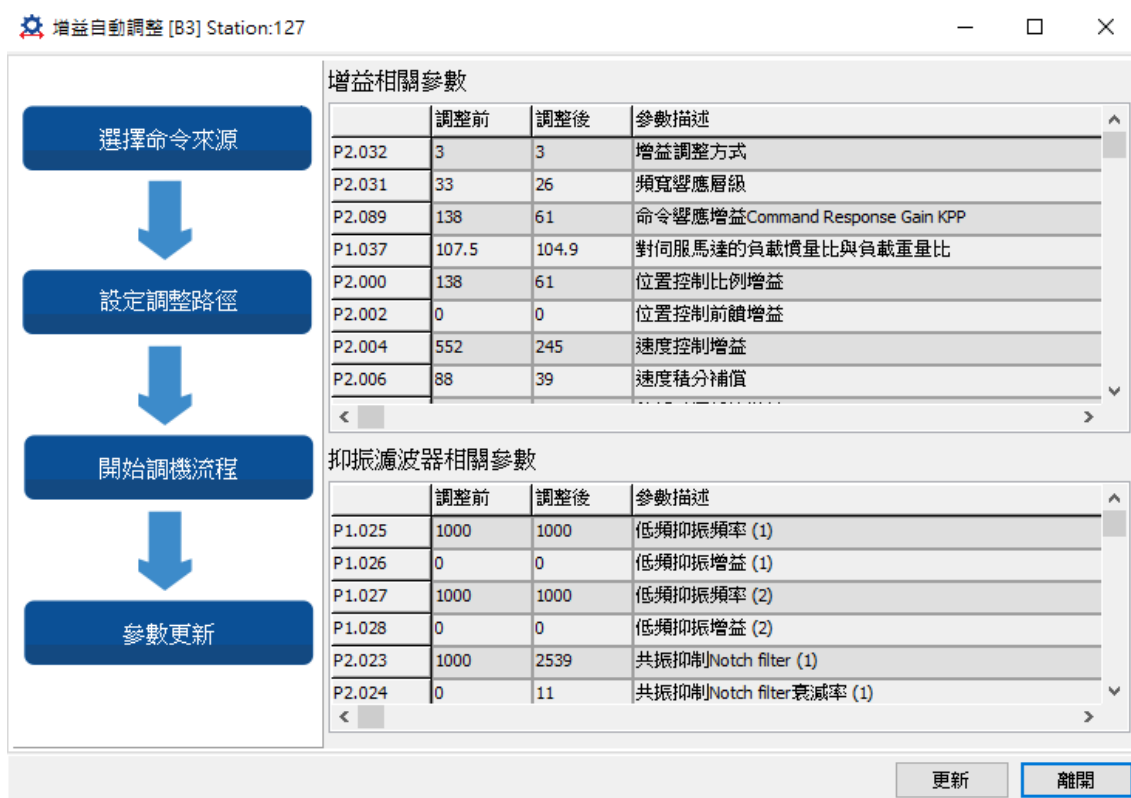 增益自動調整 [B3] Station:127
選擇命令來源
設定調整路徑
開始調機流程
參數更新
增益相關參數
調整前 調整後 參數描述
P2.032 3 3 增益調整方式
P2.031 33 26 頻寬響應層級
P2.089 138 61 命令響應增益Command Response Gain KPP
P1.037 107.5 104.9 對伺服馬達的負載慣量比與負載重量比
P2.000 138 61 位置控制比例增益
P2.002 0 0 位置控制前饋增益
P2.004 552 245 速度控制增益
P2.006 88 39 速度積分補償
抑振濾波器相關參數
調整前 調整後 參數描述
P1.025 1000 1000 低頻抑振頻率 (1)
P1.026 0 0 低頻抑振增益 (1)
P1.027 1000 1000 低頻抑振頻率 (2)
P1.028 0 0 低頻抑振增益 (2)
P2.023 1000 2539 共振抑制Notch filter (1)
P2.024 0 11 共振抑制Notch filter衰減率 (1)
更新 離開